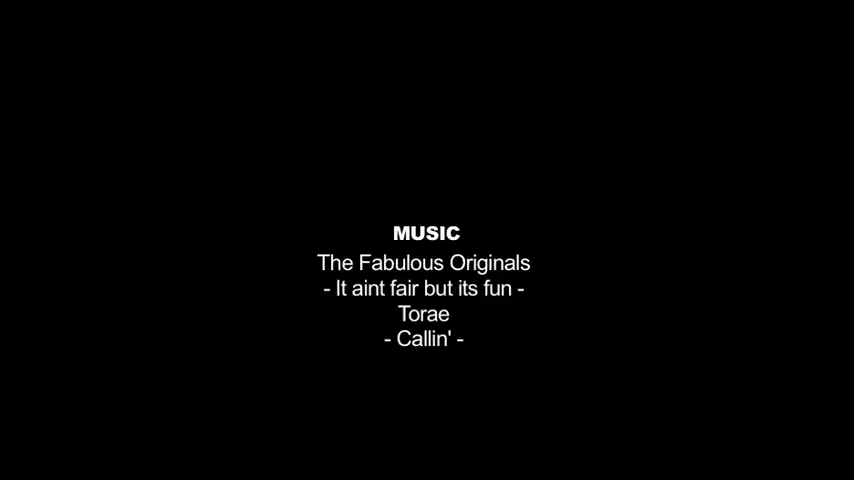 MUSIC
The Fabulous Originals
- It aint fair but its fun -
Torae
- Callin' -